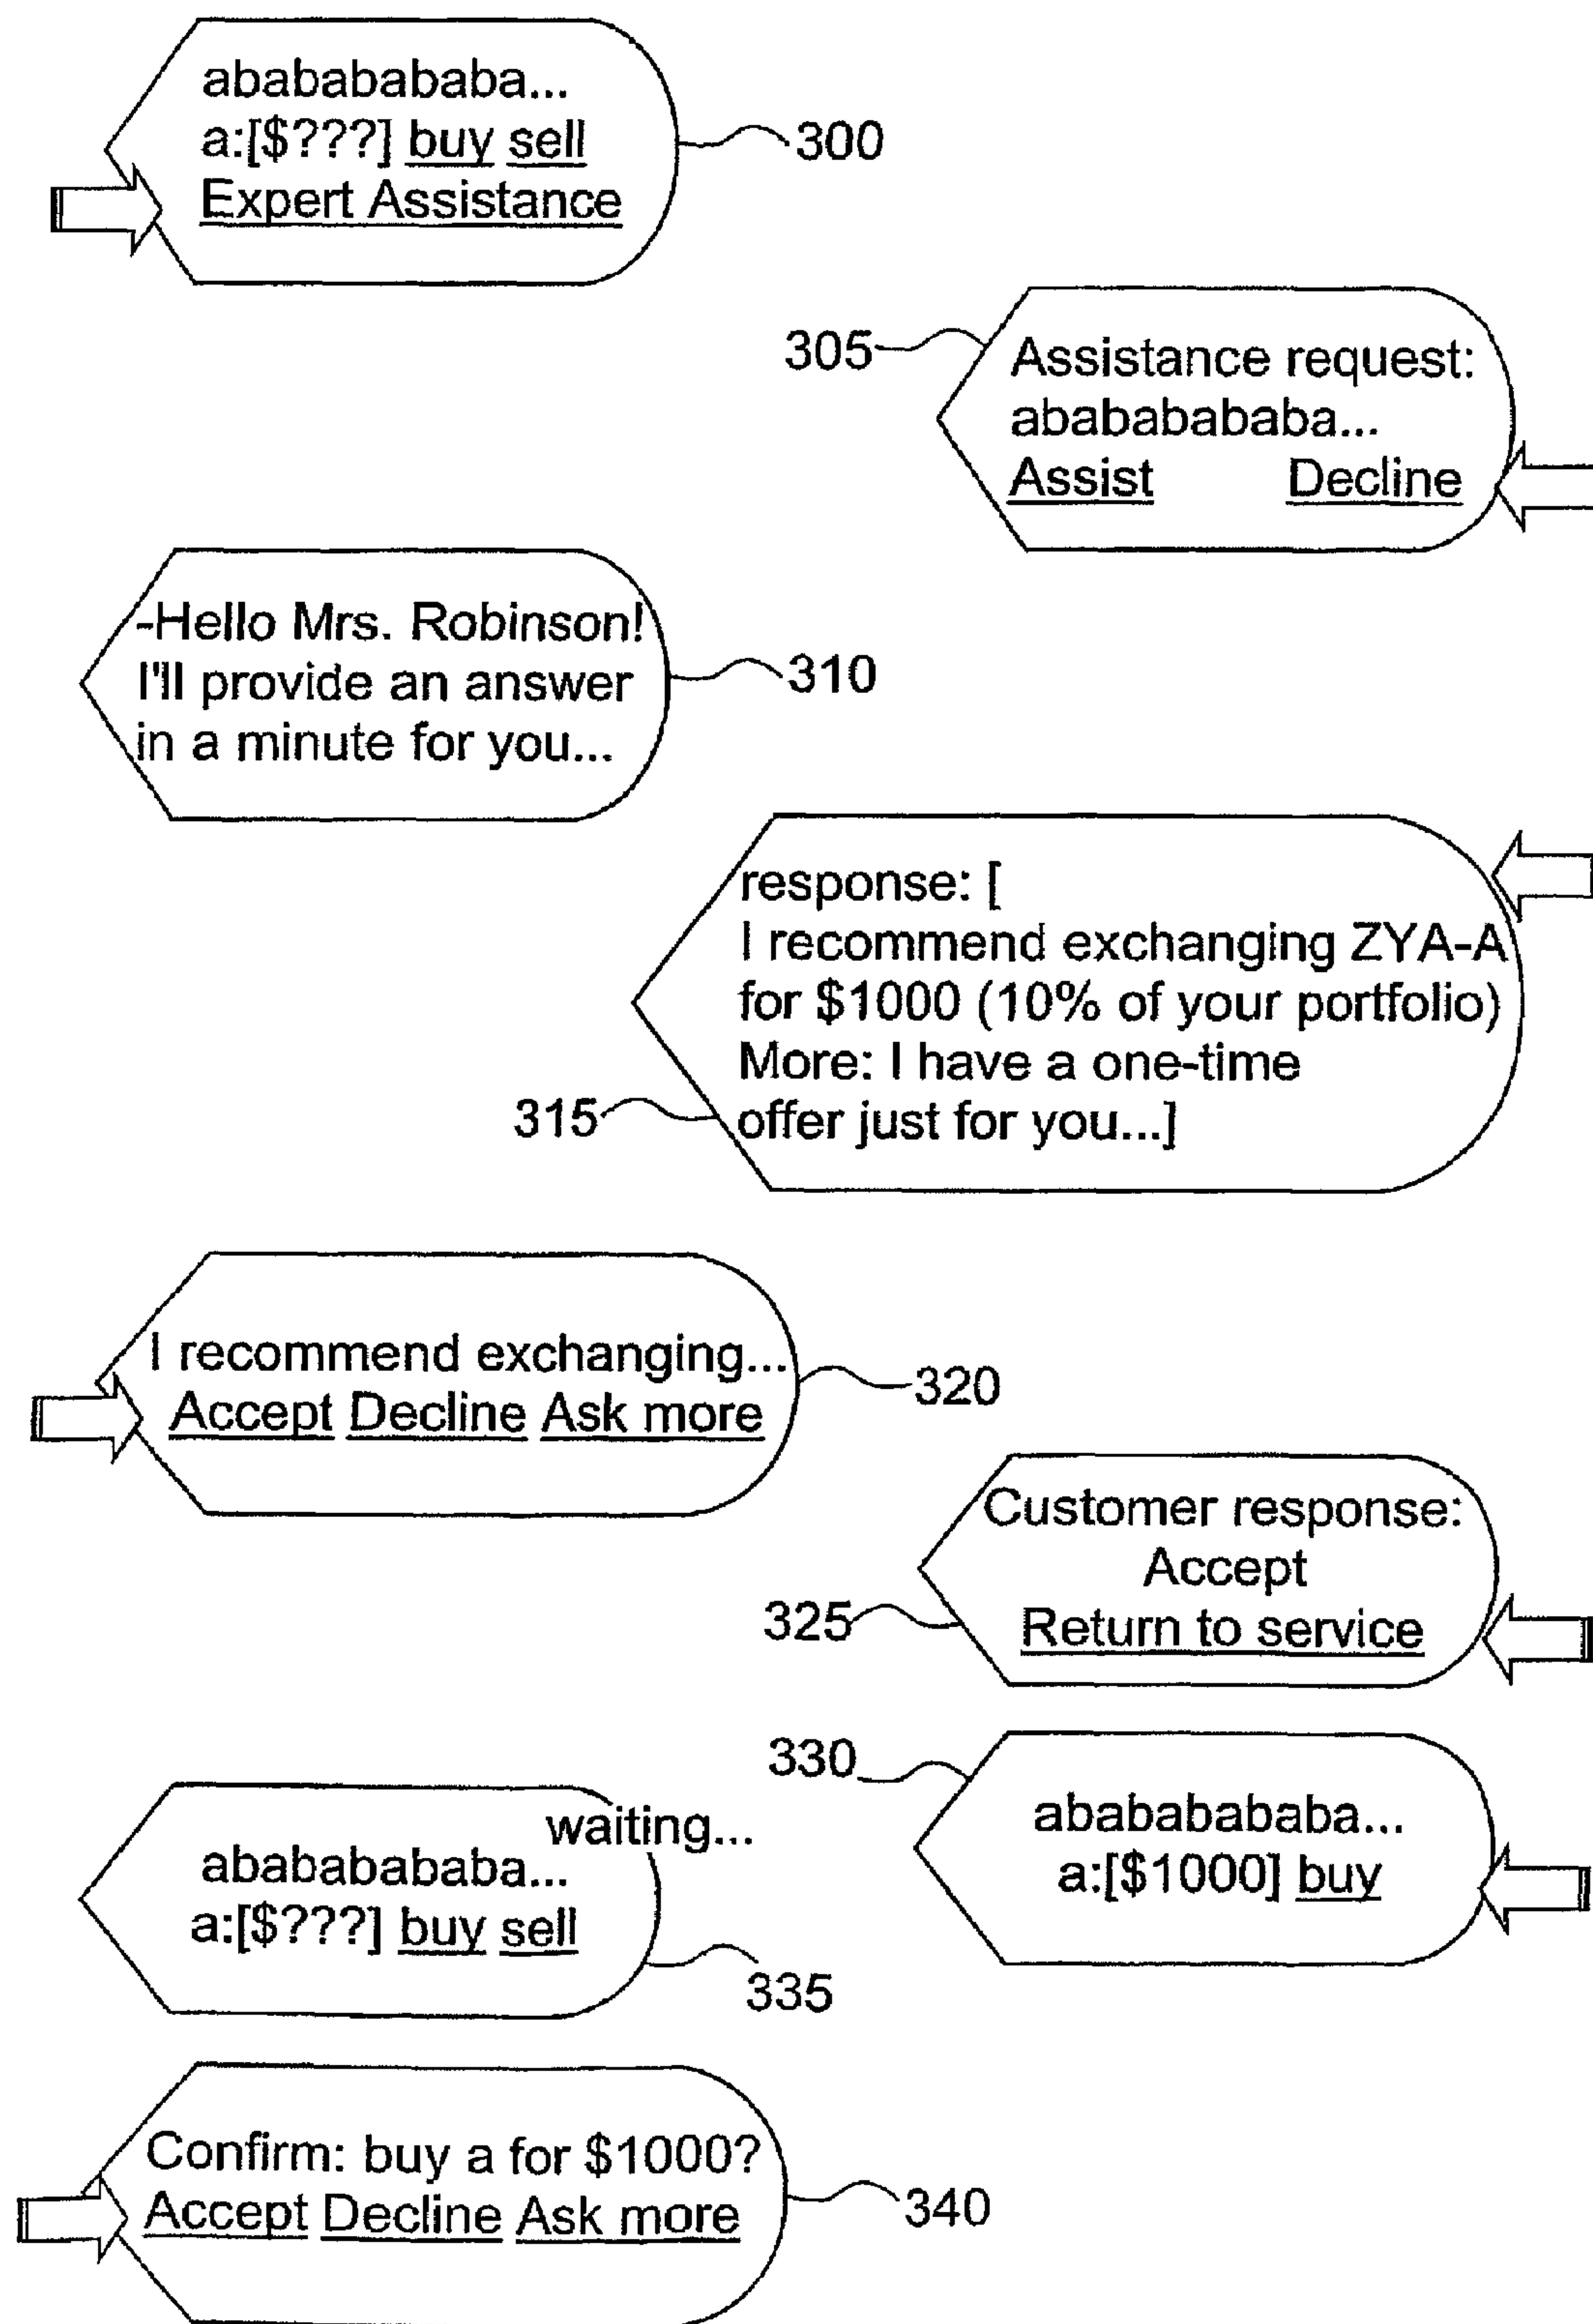 abababababa...
a:[$???] buy sell
Expert Assistance
300
305
Assistance request:
abababababa...
Assist Decline
-Hello Mrs. Robinson!
I'll provide an answer
in a minute for you...
310
response: [
I recommend exchanging ZYA-A
for $1000 (10% of your portfolio)
More: I have a one-time
offer just for you...]
315
I recommend exchanging...
Accept Decline Ask more
320
Customer response:
Accept
Return to service
325
330
abababababa...
a:[$1000] buy
waiting...
abababababa...
a:[$???] buy sell
335
Confirm: buy a for $1000?
Accept Decline Ask more
340